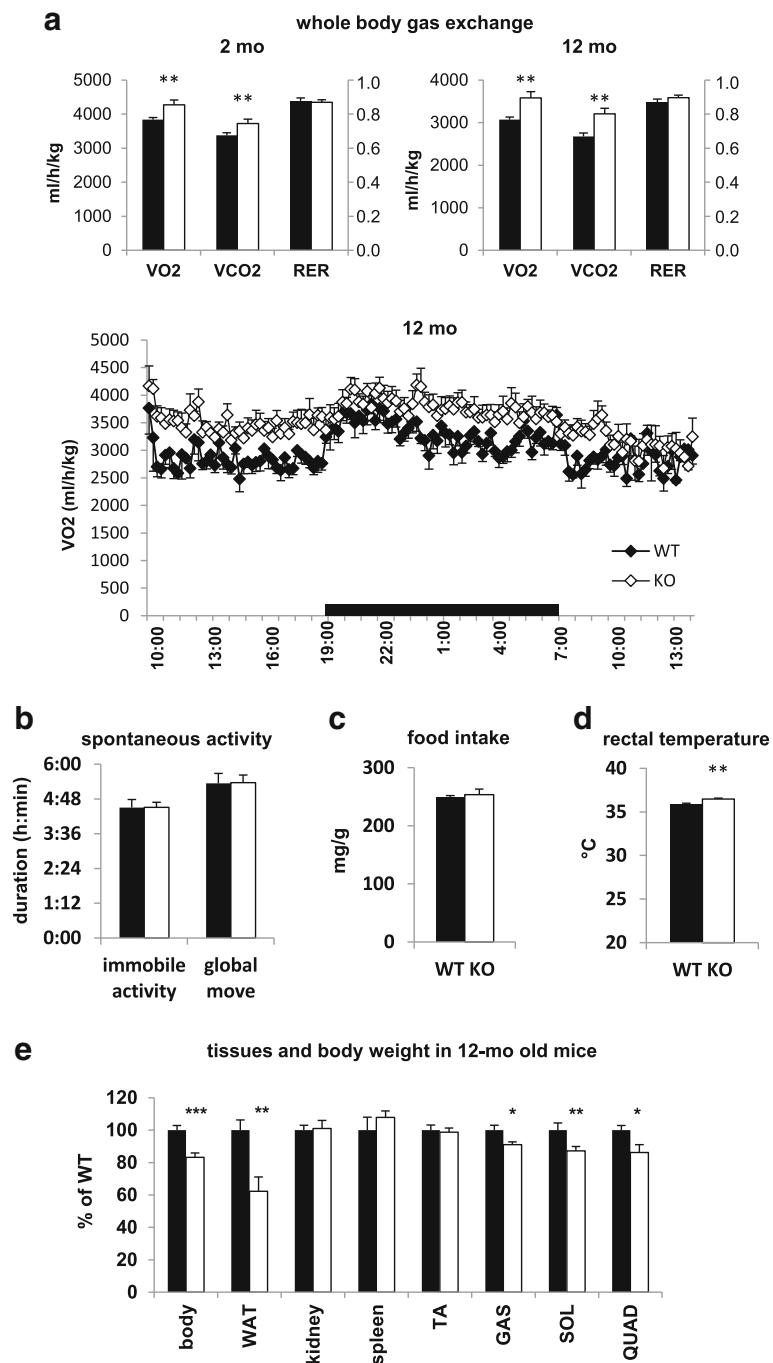 a
whole body gas exchange
2 mo
12 mo
5000
4000
3000
2000
1000
0
ml/h/kg
**
**
1.0
0.8
0.6
0.4
0.2
0.0
VO2 VCO2 RER
4000
3000
2000
1000
0
ml/h/kg
**
**
1.0
0.8
0.6
0.4
0.2
0.0
VO2 VCO2 RER
12 mo
5000
4500
4000
3500
3000
2500
2000
1500
1000
500
0
VO2 (ml/h/kg)
WT
KO
10:00 13:00 16:00 19:00 22:00 1:00 4:00 7:00 10:00 13:00
b
spontaneous activity
6:00
4:48
3:36
2:24
1:12
0:00
duration (h:min)
immobile global
activity move
c
food intake
300
200
100
0
mg/g
WT KO
d
rectal temperature
**
40
35
30
25
20
°C
WT KO
e
tissues and body weight in 12-mo old mice
120
100
80
60
40
20
0
% of WT
*** ** * ** *
body WAT kidney spleen TA GAS SOL QUAD